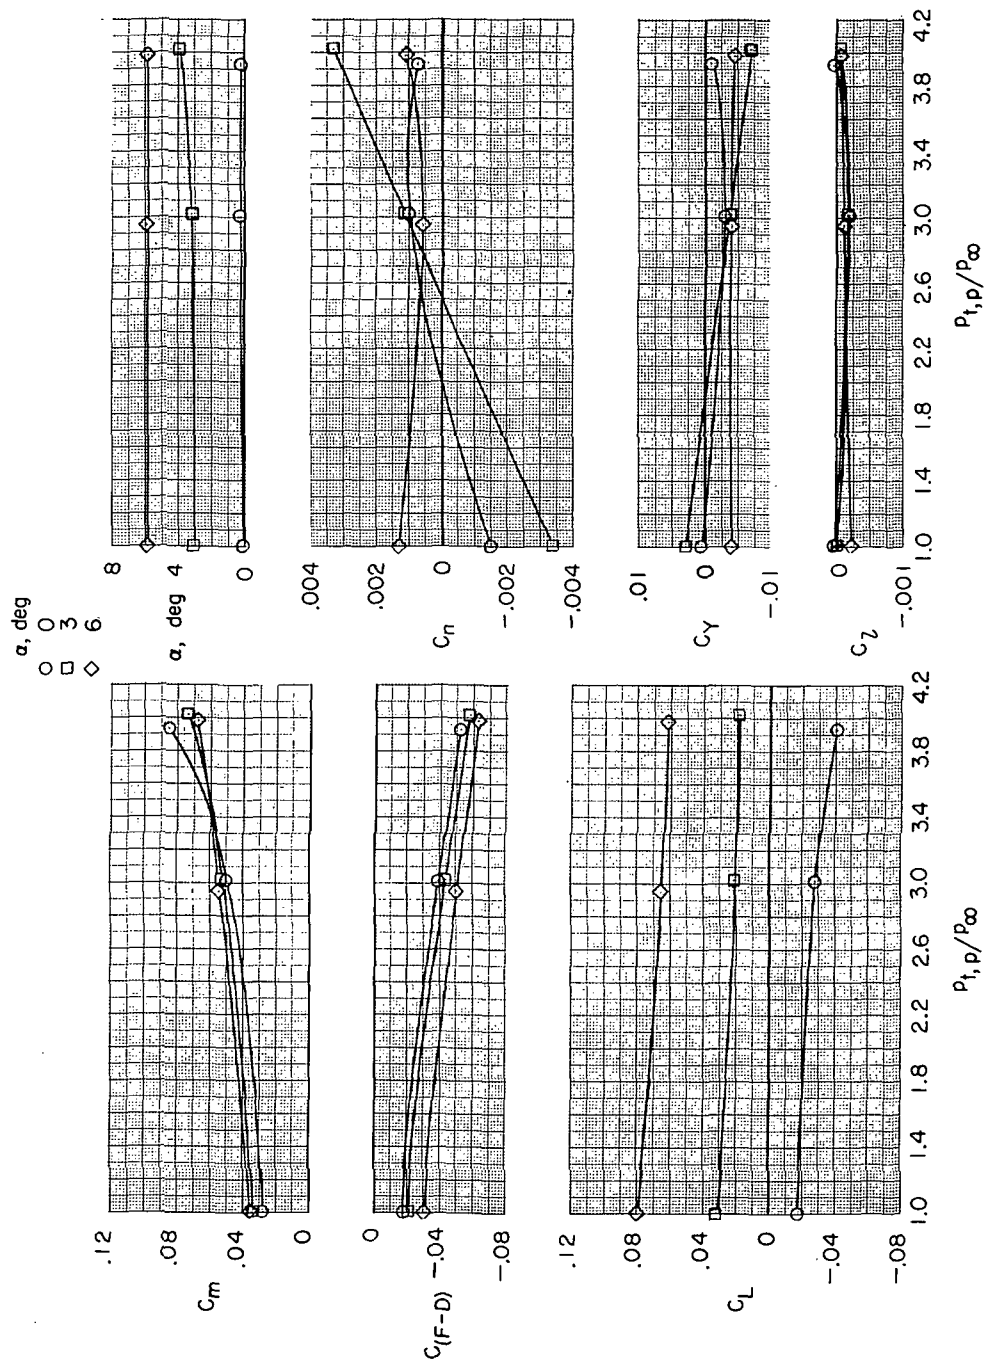 α, deg
○ 0
□ 3
◇ 6.
.12
.08
.04
0
Cm
0
-.04
-.08
C(F-D)
.12
.08
.04
0
-.04
-.08
CL
1.0 1.4 1.8 2.2 2.6 3.0 3.4 3.8 4.2
pt,p/p∞
8
4
0
α, deg
.004
.002
0
-.002
-.004
Cn
.01
0
-.01
CY
0
-.001
Cl
1.0 1.4 1.8 2.2 2.6 3.0 3.4 3.8 4.2
pt,p/p∞